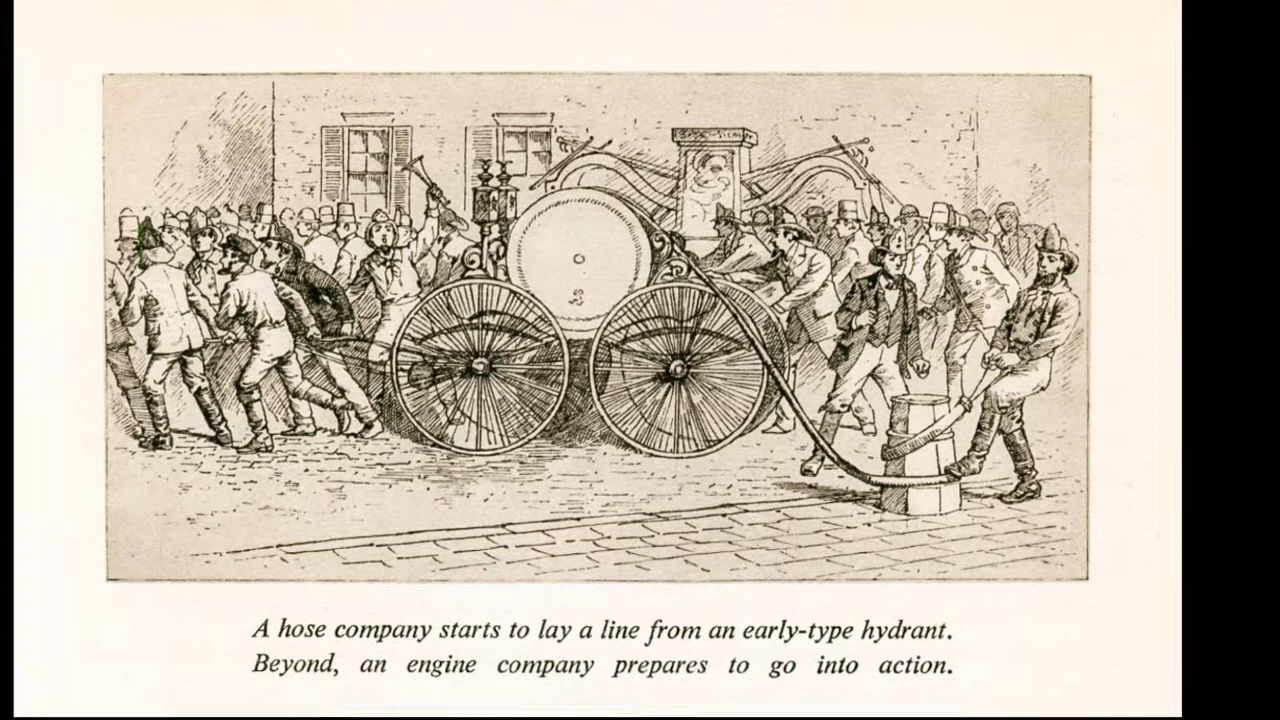 A hose company starts to lay a line from an early-type hydrant.
Beyond, an engine company prepares to go into action.